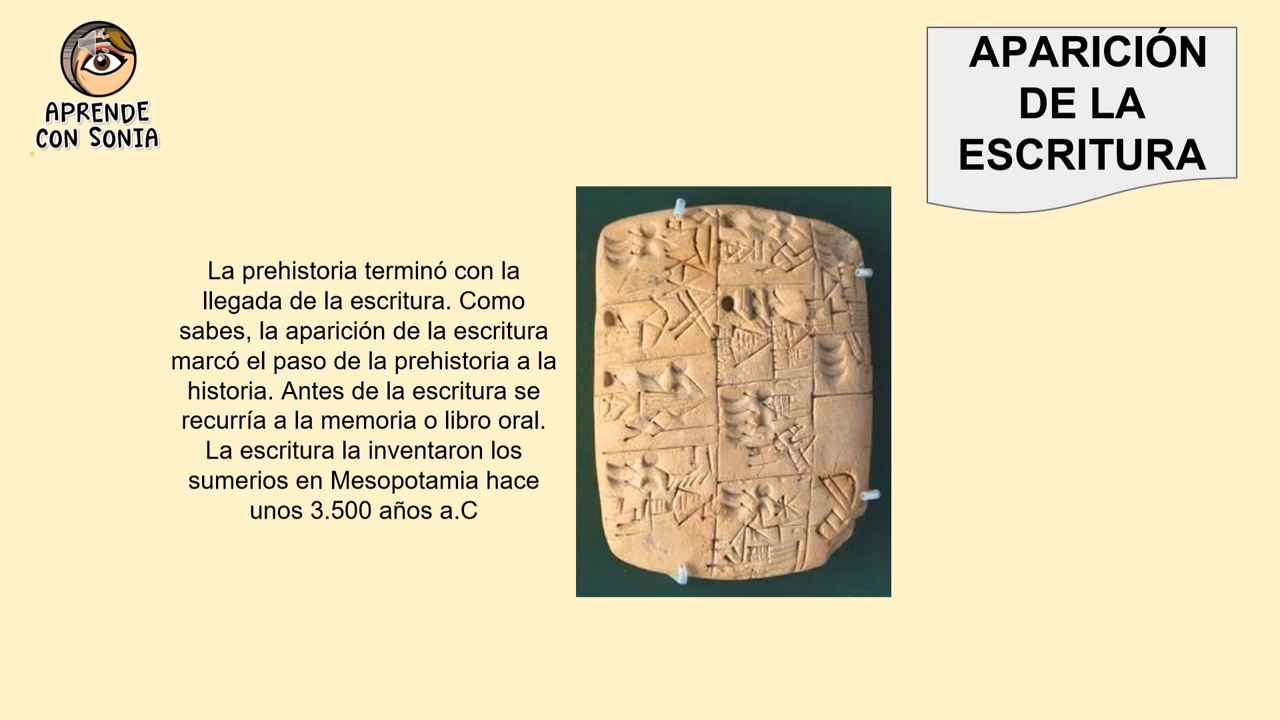 APRENDE
CON SONIA
APARICIÓN
DE LA
ESCRITURA
La prehistoria terminó con la
llegada de la escritura. Como
sabes, la aparición de la escritura
marcó el paso de la prehistoria a la
historia. Antes de la escritura se
recurría a la memoria o libro oral.
La escritura la inventaron los
sumerios en Mesopotamia hace
unos 3.500 años a.C